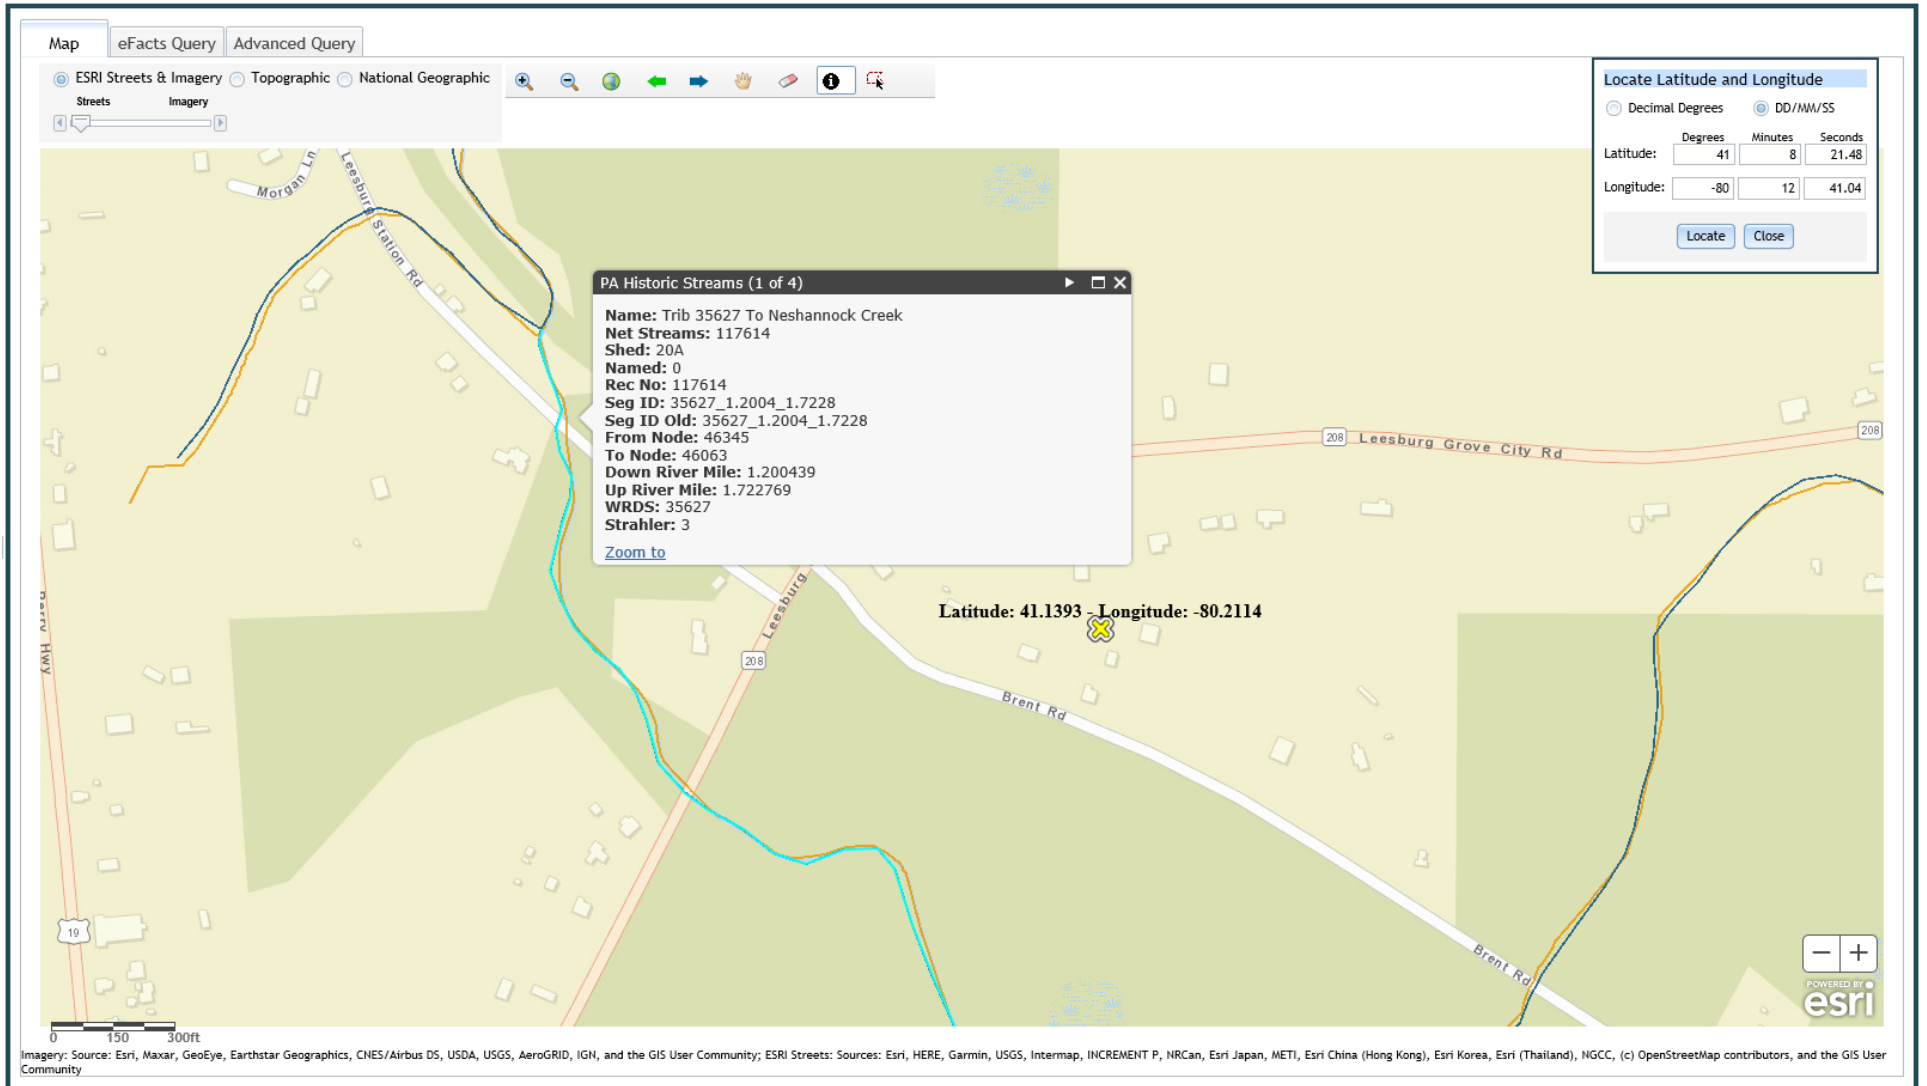 Map
eFacts Query
Advanced Query
ESRI Streets & Imagery
Topographic
National Geographic
Streets
Imagery
Locate Latitude and Longitude
Decimal Degrees
DD/MM/SS
Degrees Minutes Seconds
Latitude: 41 8 21.48
Longitude: -80 12 41.04
Locate
Close
Morgan Ln
Leesburg Station Rd
PA Historic Streams (1 of 4)
Name: Trib 35627 To Neshannock Creek
Net Streams: 117614
Shed: 20A
Named: 0
Rec No: 117614
Seg ID: 35627_1.2004_1.7228
Seg ID Old: 35627_1.2004_1.7228
From Node: 46345
To Node: 46063
Down River Mile: 1.200439
Up River Mile: 1.722769
WRDS: 35627
Strahler: 3
Zoom to
208
Leesburg Grove City Rd
208
Perry Hwy
Leesburg
208
Latitude: 41.1393 - Longitude: -80.2114
Brent Rd
19
Brent Rd
POWERED BY
esri
0 150 300ft
Imagery: Source: Esri, Maxar, GeoEye, Earthstar Geographics, CNES/Airbus DS, USDA, USGS, AeroGRID, IGN, and the GIS User Community; ESRI Streets: Sources: Esri, HERE, Garmin, USGS, Intermap, INCREMENT P, NRCan, Esri Japan, METI, Esri China (Hong Kong), Esri Korea, Esri (Thailand), NGCC, (c) OpenStreetMap contributors, and the GIS User
Community